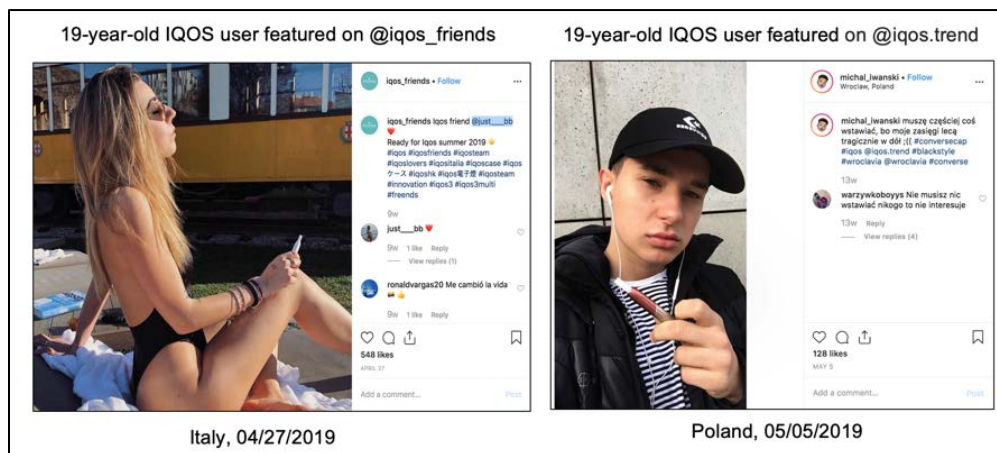 19-year-old IQOS user featured on @iqos_friends
iqos_friends • Follow
iqos_friends Iqos friend @just___bb
❤️
Ready for Iqos summer 2019 ☀️
#iqos #iqosfriends #iqosteam
#iqoslovers #iqositalia #iqoscase #iqos
ケース #iqoshk #iqos電子煙 #iqosteam
#innovation #iqos3 #iqos3multi
#freends
9w
just___bb ❤️
9w 1 like Reply
View replies (1)
ronaldvargas20 Me cambió la vida
9w 1 like Reply
548 likes
APRIL 27
Add a comment...
Post
Italy, 04/27/2019
19-year-old IQOS user featured on @iqos.trend
michal_iwanski • Follow
Wroclaw, Poland
michal_iwanski muszę częściej coś
wstawiać, bo moje zasięgi lecą
tragicznie w dół ;(( #conversecap
#iqos @iqos.trend #blackstyle
#wroclavia @wroclavia #converse
13w
warzywkoboyys Nie musisz nic
wstawiać nikogo to nie interesuje
13w Reply
View replies (4)
128 likes
MAY 5
Add a comment...
Post
Poland, 05/05/2019